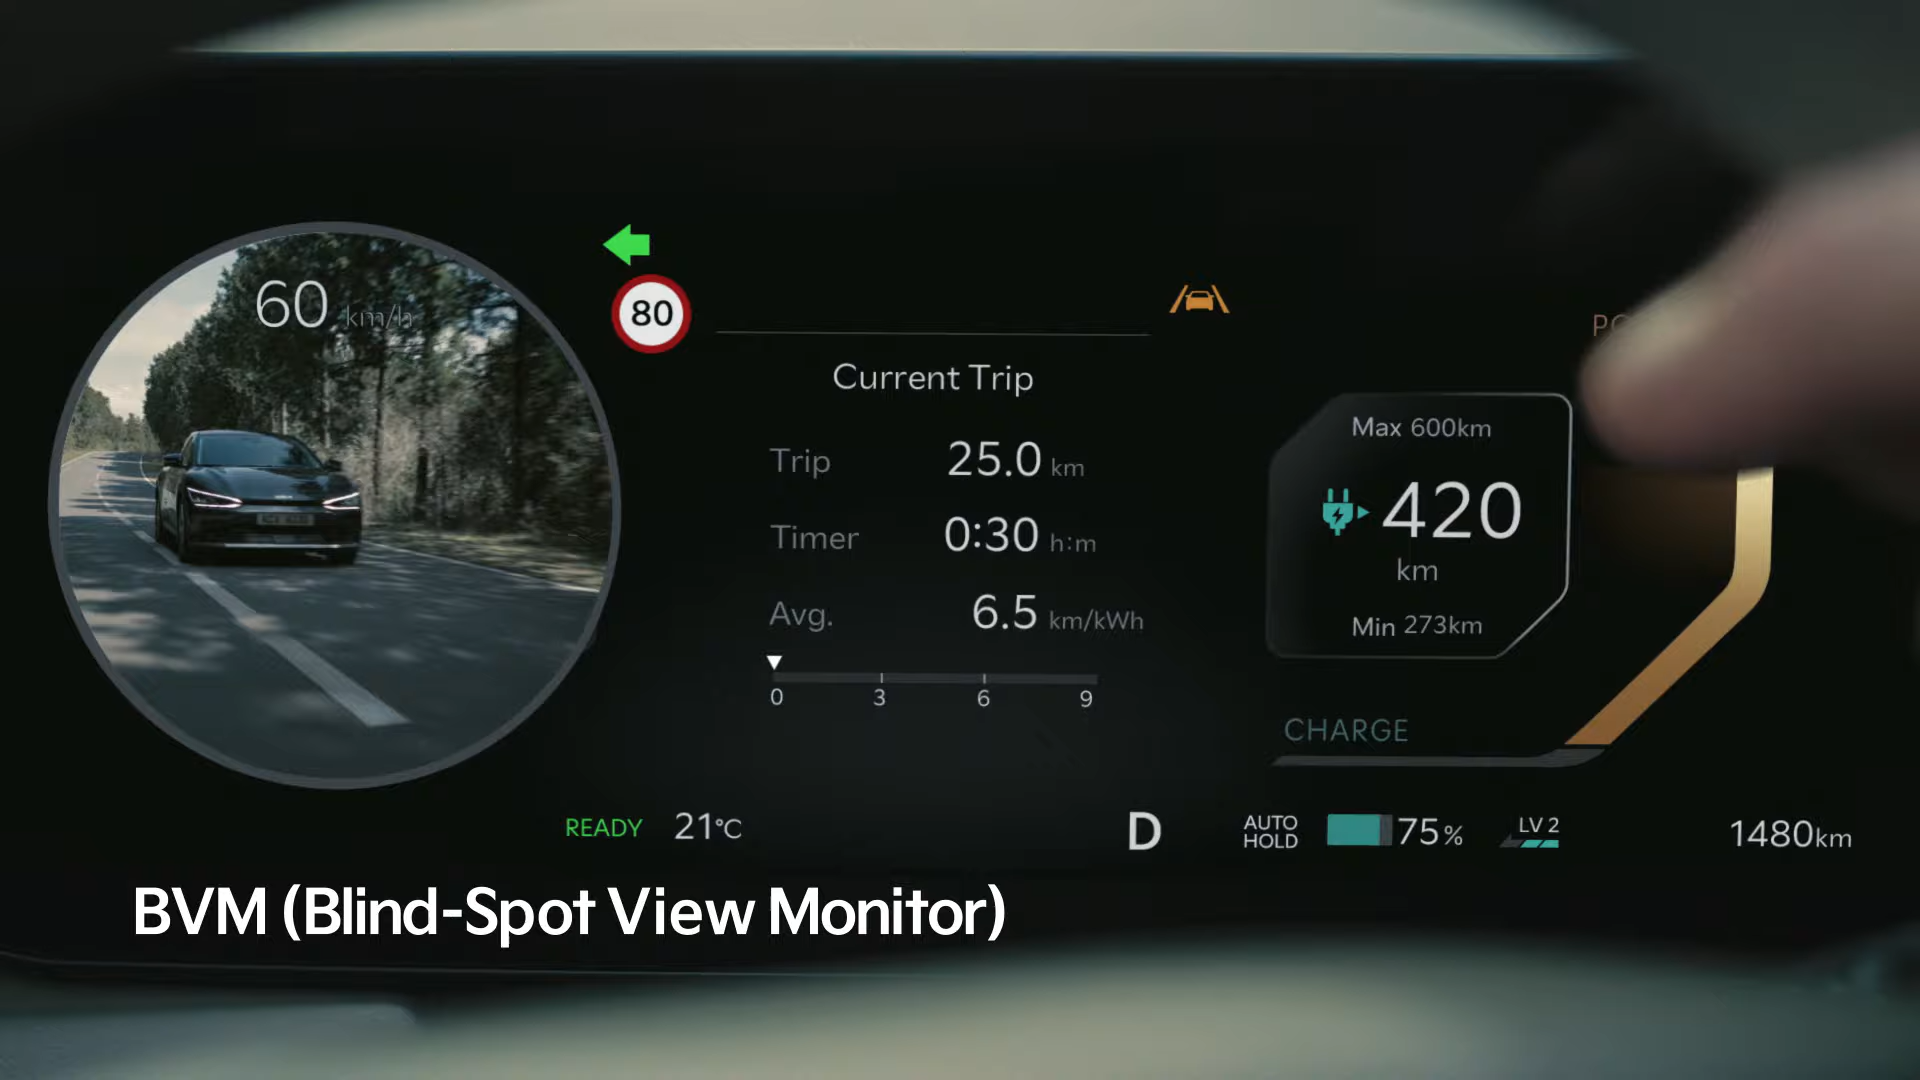 60 km/h
80
Current Trip
Trip 25.0 km
Timer 0:30 h:m
Avg. 6.5 km/kWh
0 3 6 9
Max 600km
420
km
Min 273km
CHARGE
READY 21°C
D
AUTO
HOLD
75%
LV 2
1480km
BVM (Blind-Spot View Monitor)